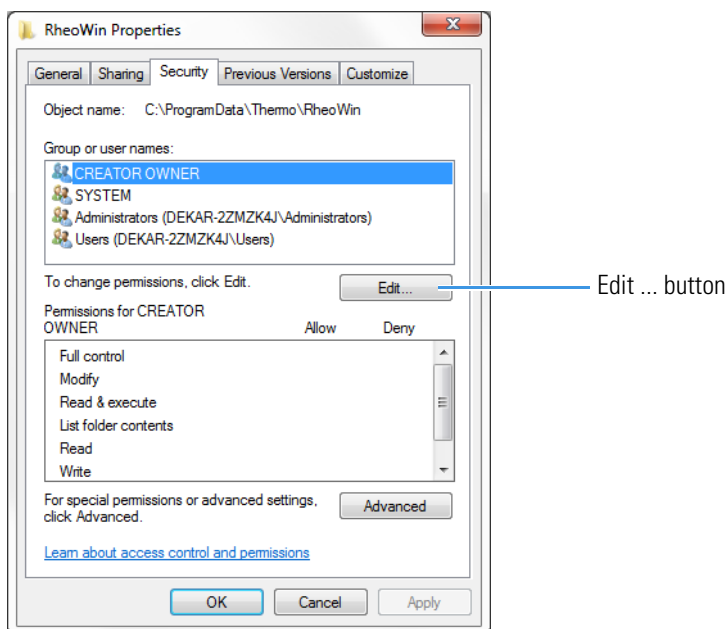 RheoWin Properties
General Sharing Security Previous Versions Customize
Object name: C:\ProgramData\Thermo\RheoWin
Group or user names:
CREATOR OWNER
SYSTEM
Administrators (DEKAR-2ZMZK4J\Administrators)
Users (DEKAR-2ZMZK4J\Users)
To change permissions, click Edit.
Edit...
Edit ... button
Permissions for CREATOR
OWNER Allow Deny
Full control
Modify
Read & execute
List folder contents
Read
Write
For special permissions or advanced settings,
click Advanced.
Advanced
Learn about access control and permissions
OK Cancel Apply